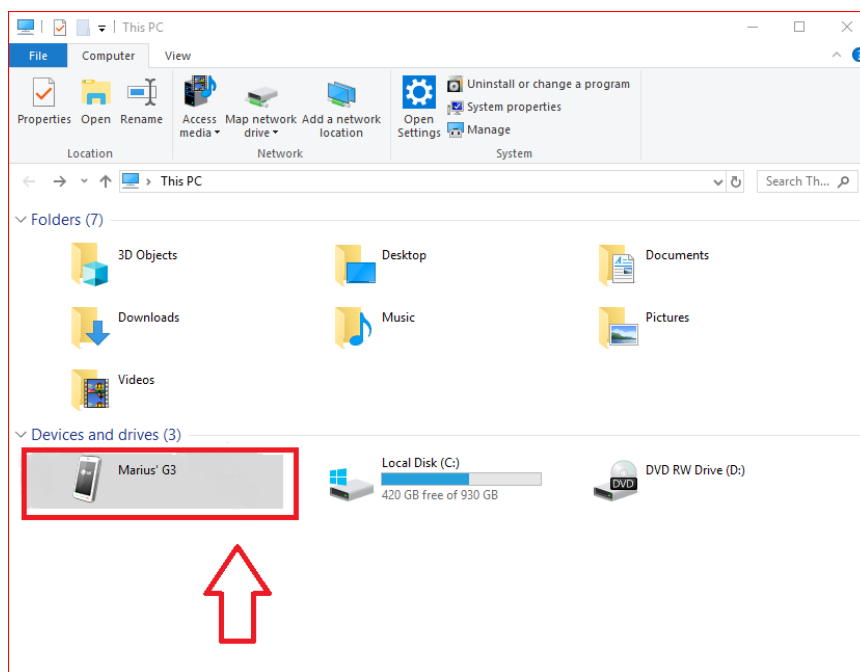 This PC
File Computer View
Properties Open Rename Access media Map network drive Add a network location Open Settings Uninstall or change a program
System properties
Manage
Location Network System
This PC Search Th...
Folders (7)
3D Objects Desktop Documents
Downloads Music Pictures
Videos
Devices and drives (3)
Marius' G3 Local Disk (C:) DVD RW Drive (D:)
420 GB free of 930 GB
DVD